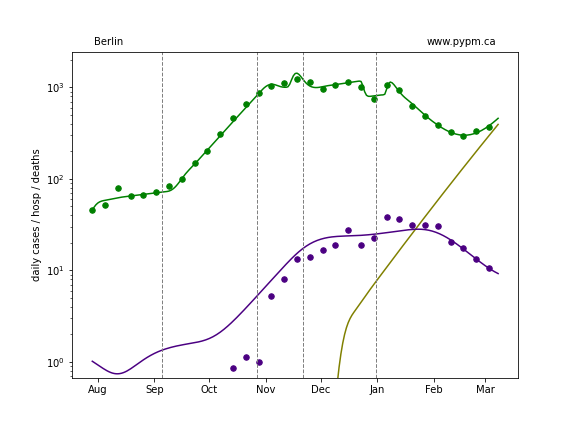 Berlin www.pypm.ca
daily cases / hosp / deaths
10³
10²
10¹
10⁰
Aug Sep Oct Nov Dec Jan Feb Mar